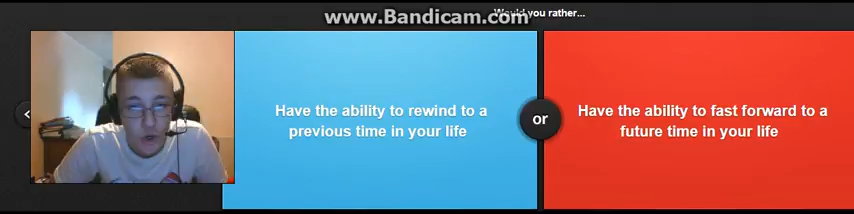 www.Bandicam.com
Would you rather...
Have the ability to rewind to a
previous time in your life
or
Have the ability to fast forward to a
future time in your life